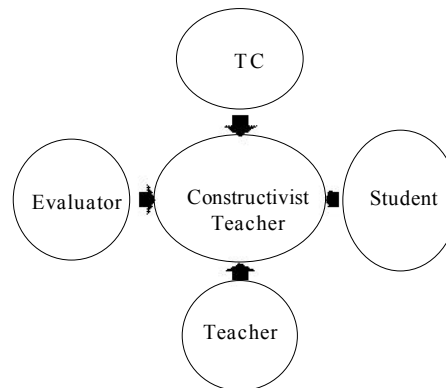 TC
Evaluator
Constructivist
Teacher
Student
Teacher